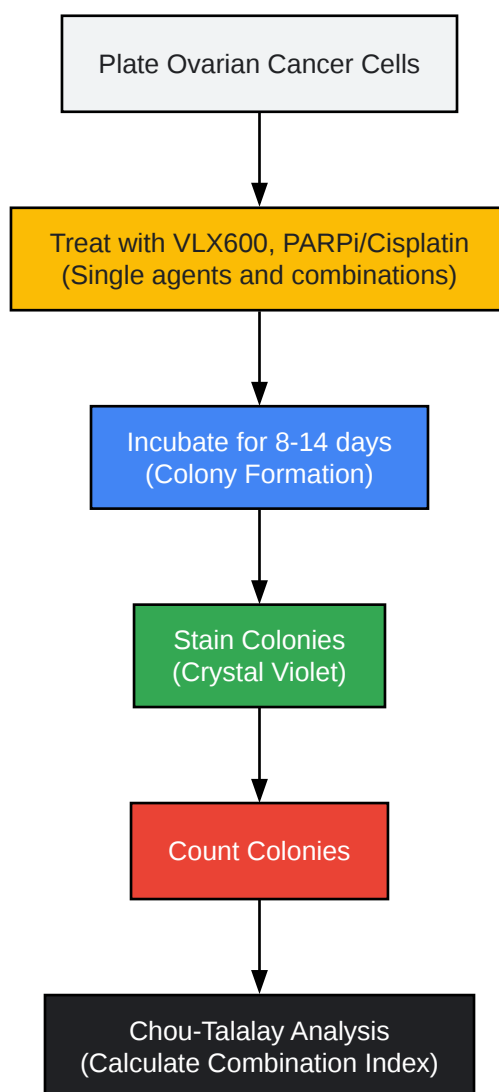 Plate Ovarian Cancer Cells
Treat with VLX600, PARPi/Cisplatin
(Single agents and combinations)
Incubate for 8-14 days
(Colony Formation)
Stain Colonies
(Crystal Violet)
Count Colonies
Chou-Talalay Analysis
(Calculate Combination Index)